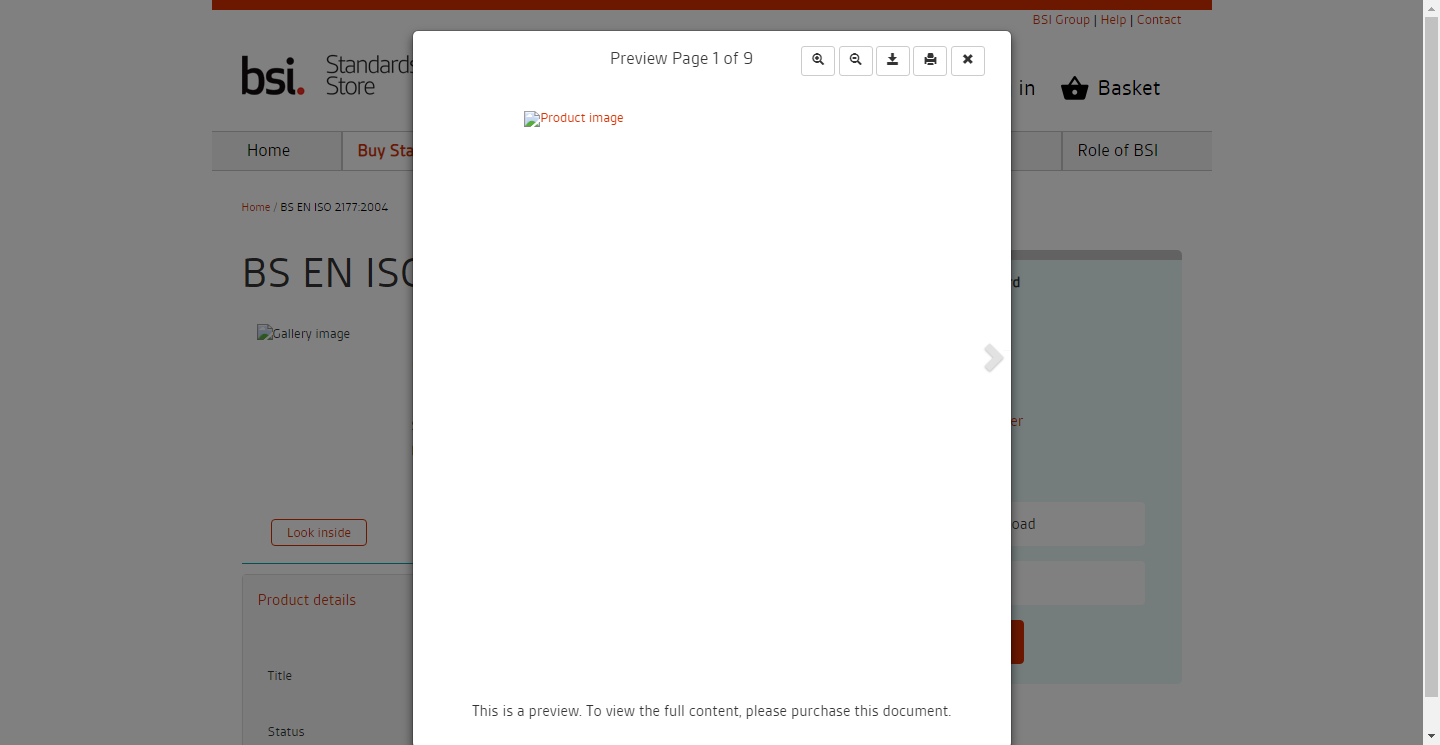 BSI Group | Help | Contact
bsi. Standards
Store
in
Basket
Home
Buy Sta
Role of BSI
Home / BS EN ISO 2177:2004
BS EN ISO
Gallery image
Look inside
Product details
Title
Status
Preview Page 1 of 9
Product image
This is a preview. To view the full content, please purchase this document.
rd
er
oad